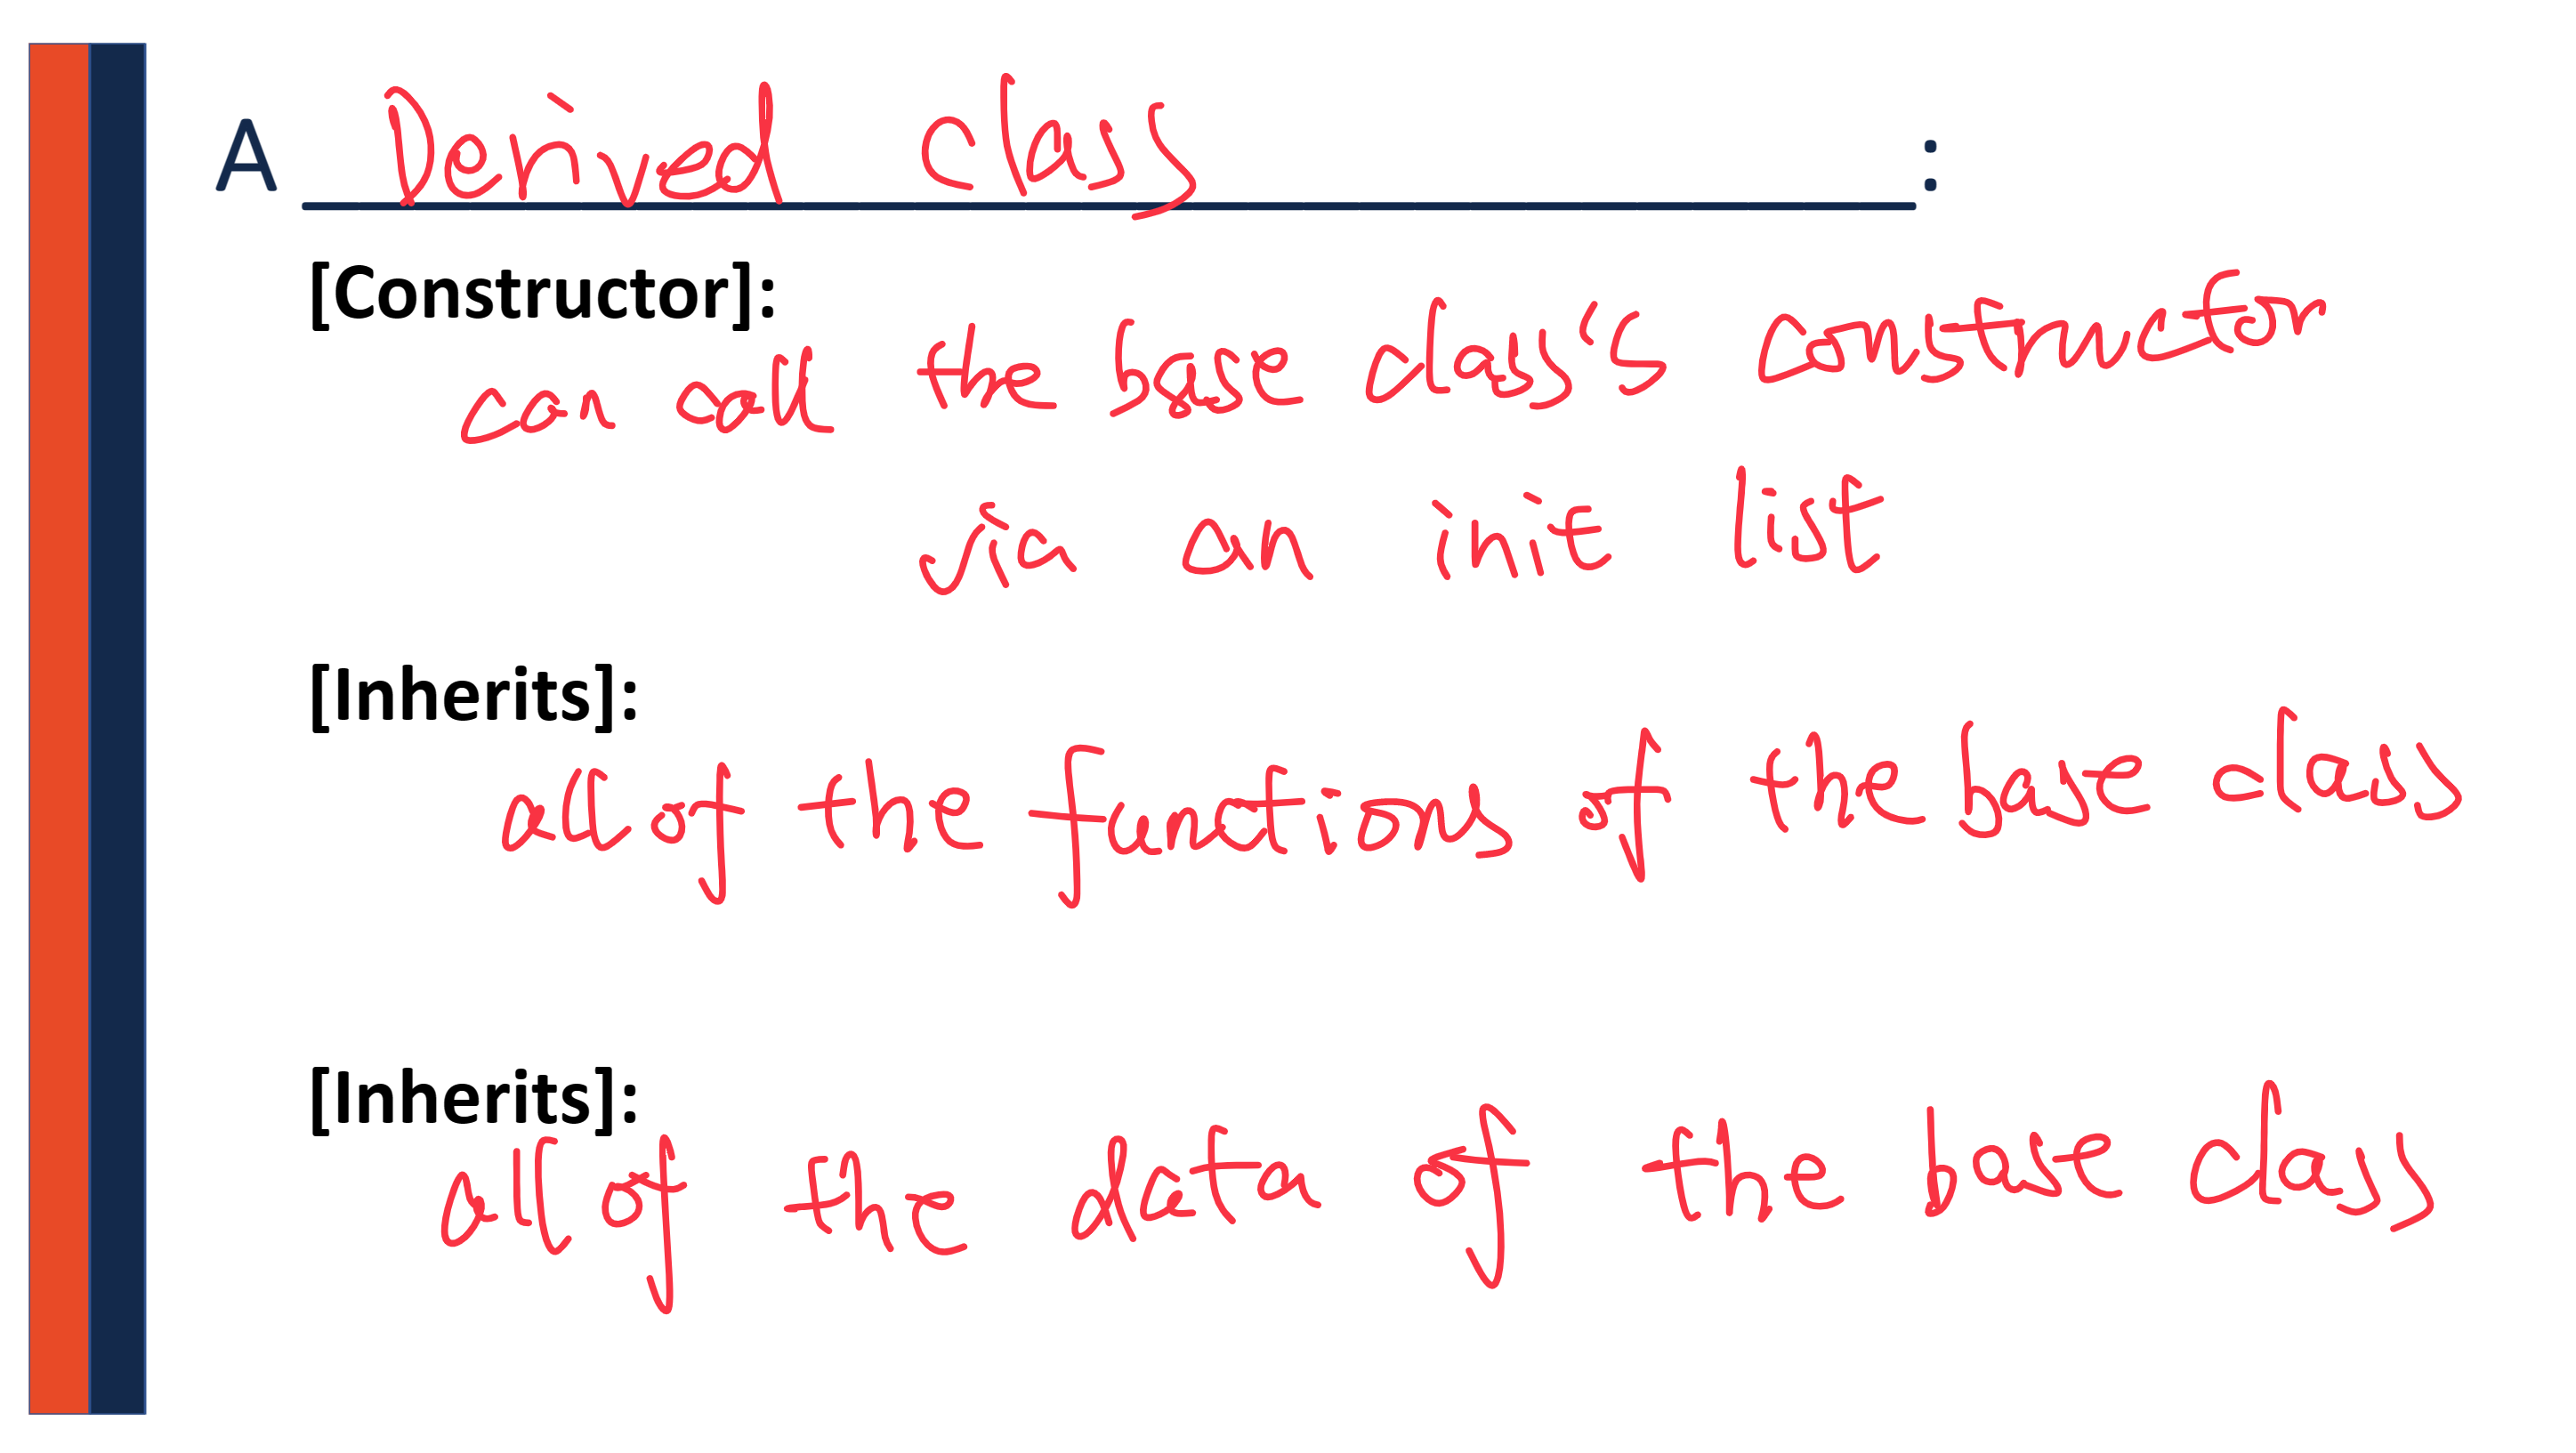 A Derived class :
[Constructor]:
can call the base class's constructor
via an init list
[Inherits]:
all of the functions of the base class
[Inherits]:
all of the data of the base class